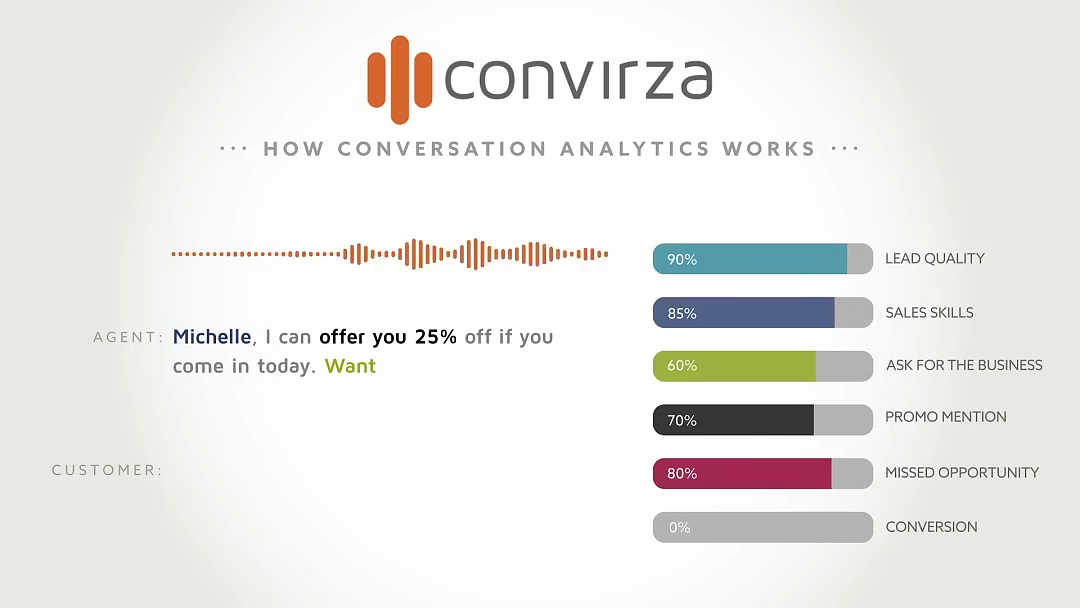 convirza
··· HOW CONVERSATION ANALYTICS WORKS ···
AGENT: Michelle, I can offer you 25% off if you
come in today. Want
CUSTOMER:
90% LEAD QUALITY
85% SALES SKILLS
60% ASK FOR THE BUSINESS
70% PROMO MENTION
80% MISSED OPPORTUNITY
0% CONVERSION